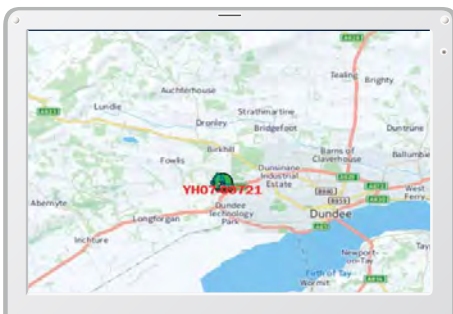 Tealing
Brighty
Auchterhouse
Lundie
Strathmartine
Dronley
Bridgefoot
Duntrune
Birkhill
Barns of
Claverhouse
Ballumbie
Fowlis
Dunsinane
Industrial
Estate
West
Ferry
Abernyte
Dundee
Technology
Park
Dundee
Longforgan
Inchture
Newport-
on-Tay
Tay
Firth of Tay
Wormit